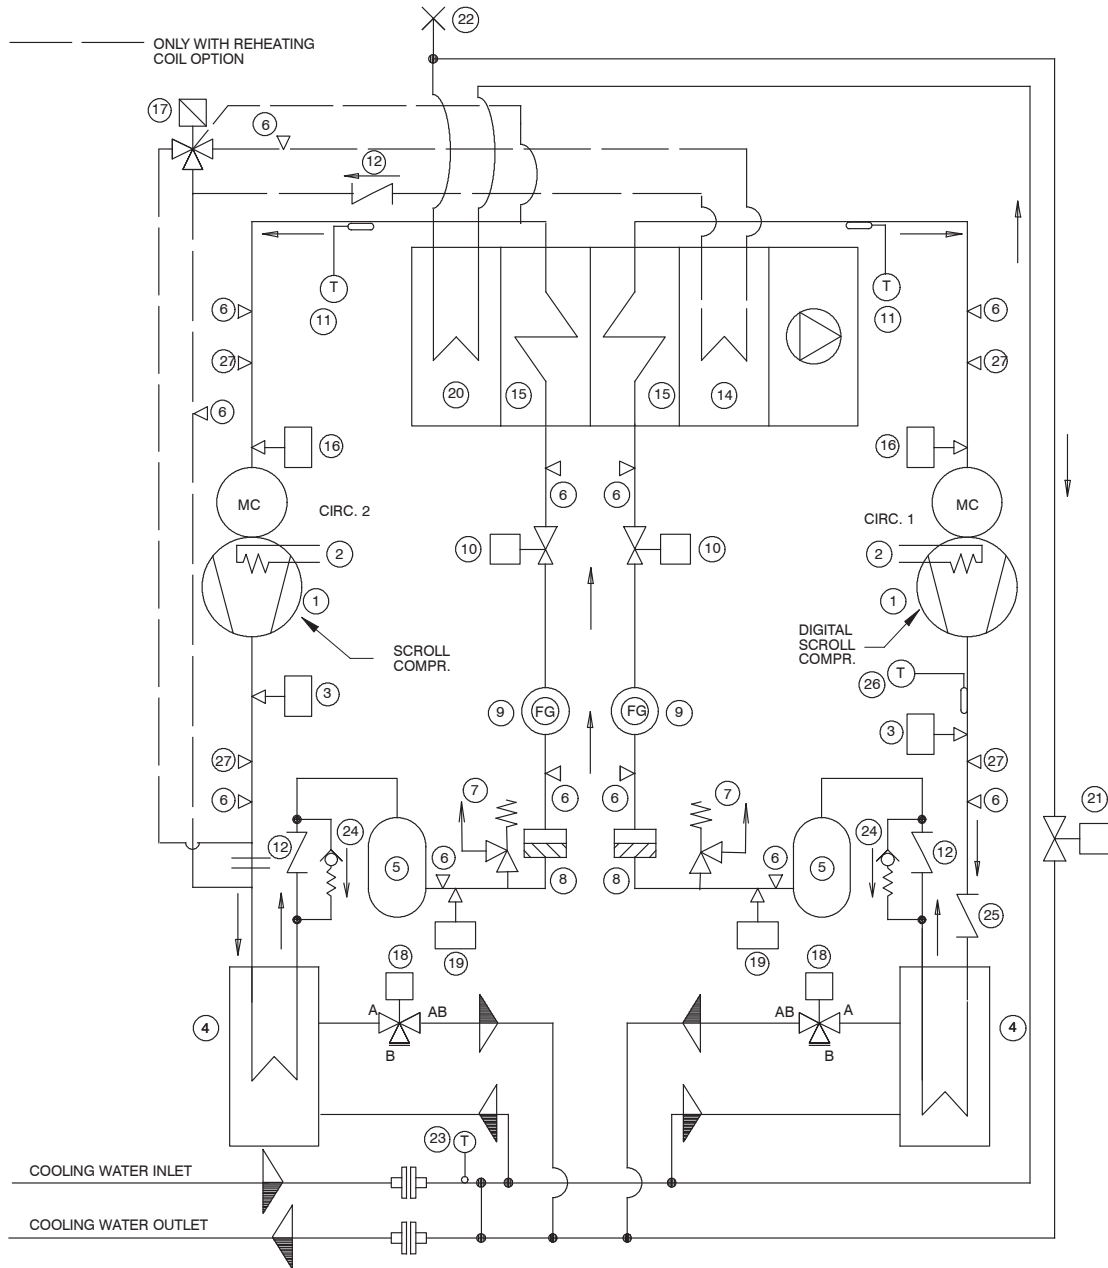 22
ONLY WITH REHEATING
COIL OPTION
17
6
12
T
11
T
11
6
6
27
27
6
20
15
15
14
16
16
6
6
MC
MC
CIRC. 2
CIRC. 1
10
10
2
2
1
1
SCROLL
COMPR.
DIGITAL
SCROLL
COMPR.
T
26
3
9
FG
FG
9
3
27
27
6
6
7
6
6
7
21
24
12
5
6
8
8
6
5
24
12
25
19
19
18
18
A
AB
B
AB
A
B
4
4
23
T
COOLING WATER INLET
COOLING WATER OUTLET